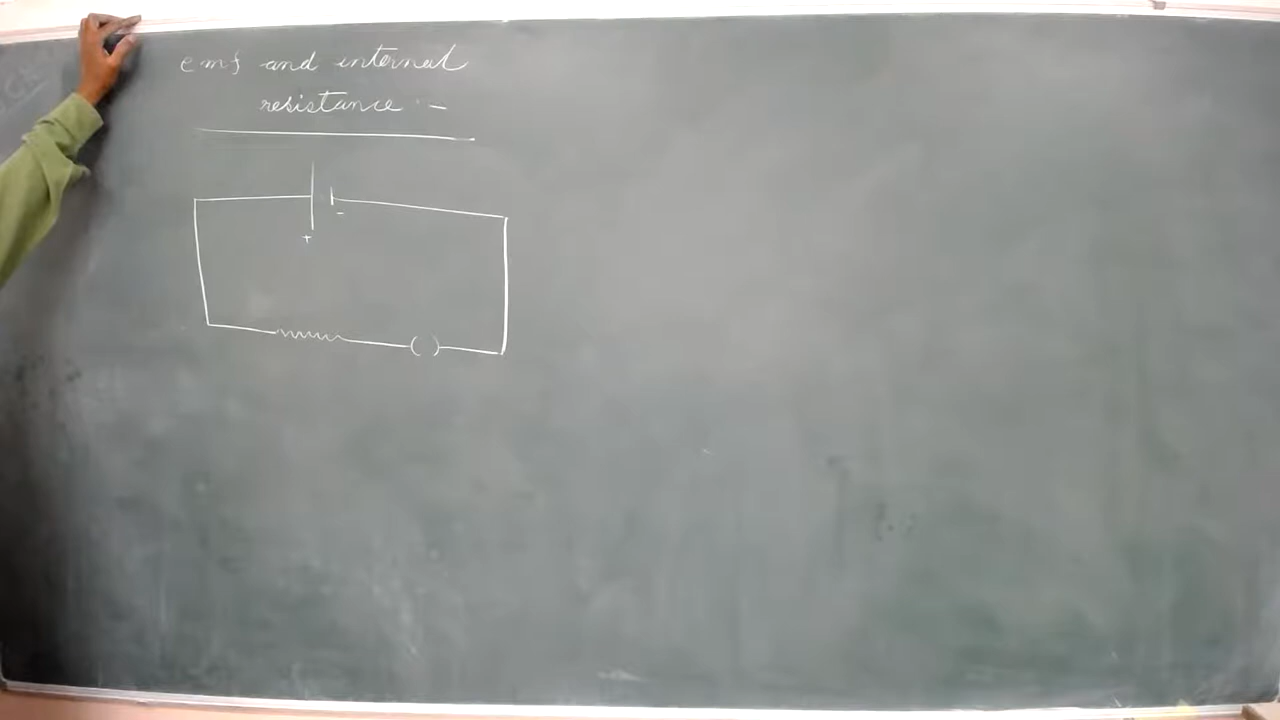 emf and internal
resistance :-
-
+